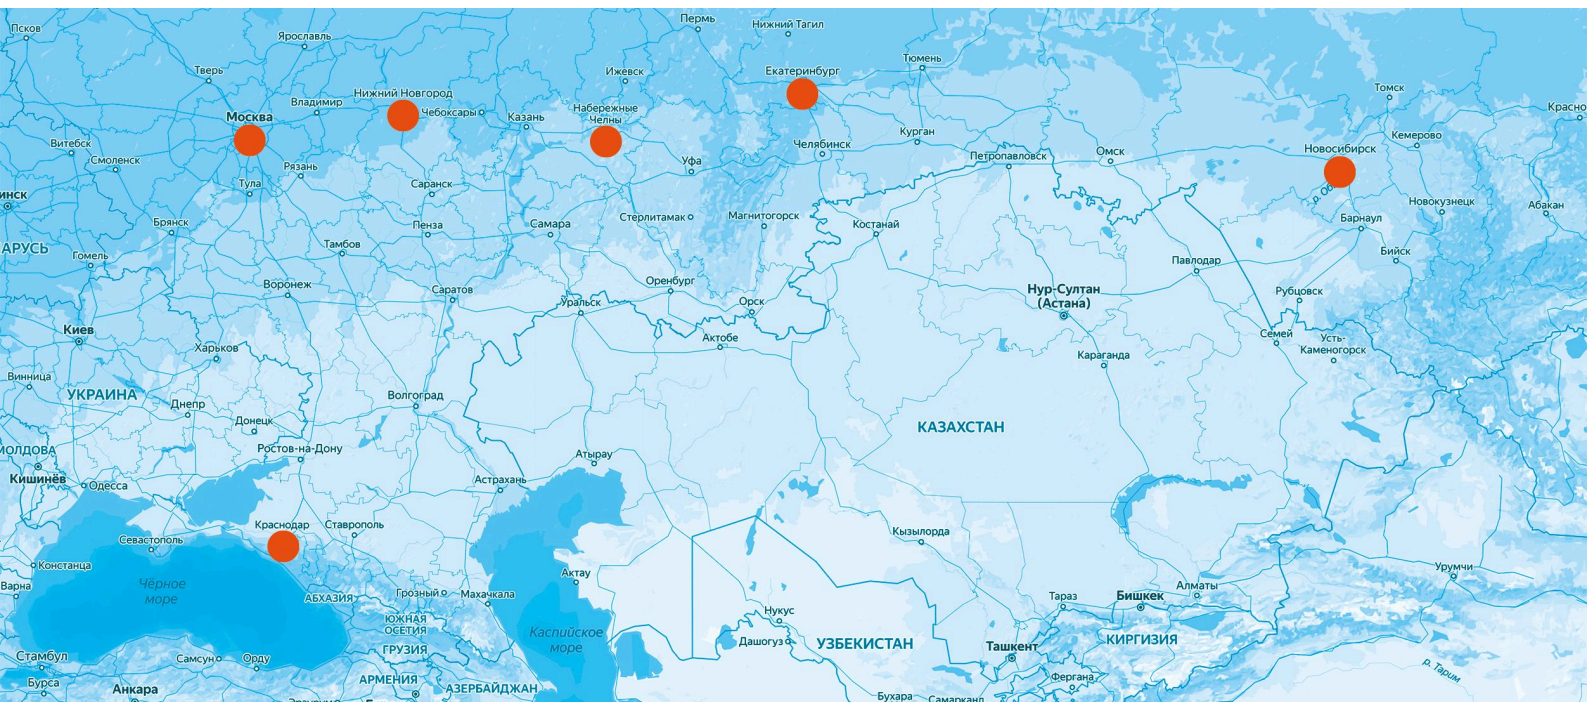 Пермь
Нижний Тагил
Псков
Ярославль
Тюмень
Тверь
Ижевск
Екатеринбург
Томск
Владимир
Нижний Новгород
Набережные
Челны
Красно
Москва
Чебоксары
Казань
Витебск
Смоленск
Рязань
Уфа
Челябинск
Курган
Петропавловск
Омск
Кемерово
Новосибирск
инск
Тула
Саранск
Стерлитамак
Магнитогорск
Новокузнецк
Абакан
Брянск
Пенза
Самара
Костанай
Барнаул
АРУСЬ
Гомель
Тамбов
Бийск
Павлодар
Воронеж
Саратов
Оренбург
Уральск
Орск
Нур-Султан
(Астана)
Рубцовск
Киев
Харьков
Актобе
Семей
Усть-
Каменогорск
Караганда
Винница
УКРАИНА
Днепр
Волгоград
Донецк
КАЗАХСТАН
МОЛДОВА
Ростов-на-Дону
Атырау
Кишинёв
Одесса
Астрахань
Краснодар
Ставрополь
Севастополь
Кызылорда
Констанца
Варна
Чёрное
море
АБХАЗИЯ
Грозный
Махачкала
Актау
Урумчи
Алматы
Тараз
Бишкек
Нукус
ЮЖНАЯ
ОСЕТИЯ
ГРУЗИЯ
Каспийское
море
Дашогуз
УЗБЕКИСТАН
Ташкент
КИРГИЗИЯ
Стамбул
Самсун
Орду
р. Тарим
Бурса
Анкара
АРМЕНИЯ
АЗЕРБАЙДЖАН
Фергана
Бухара
Самарканд